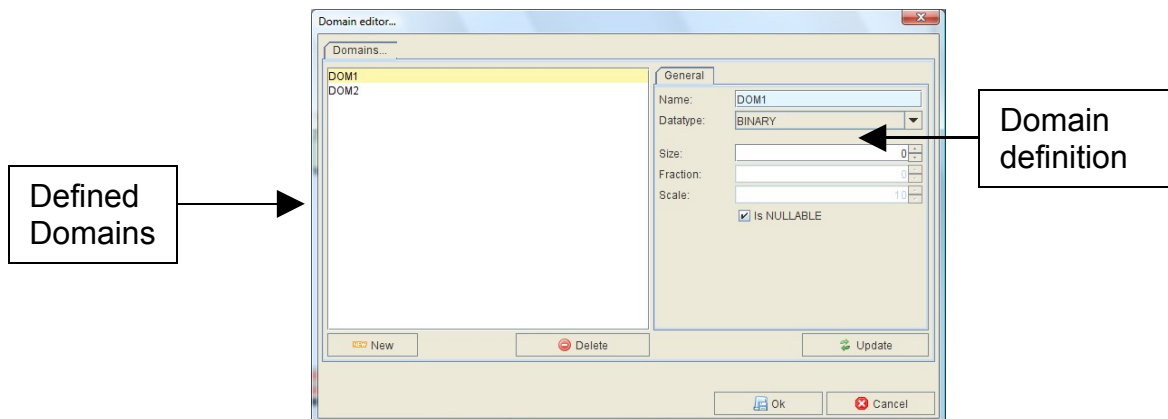 Domain editor...
Domains...
DOM1
DOM2
General
Name: DOM1
Datatype: BINARY
Size: 0
Fraction: 0
Scale: 10
Is NULLABLE
New
Delete
Update
Ok
Cancel
Defined
Domains
Domain
definition